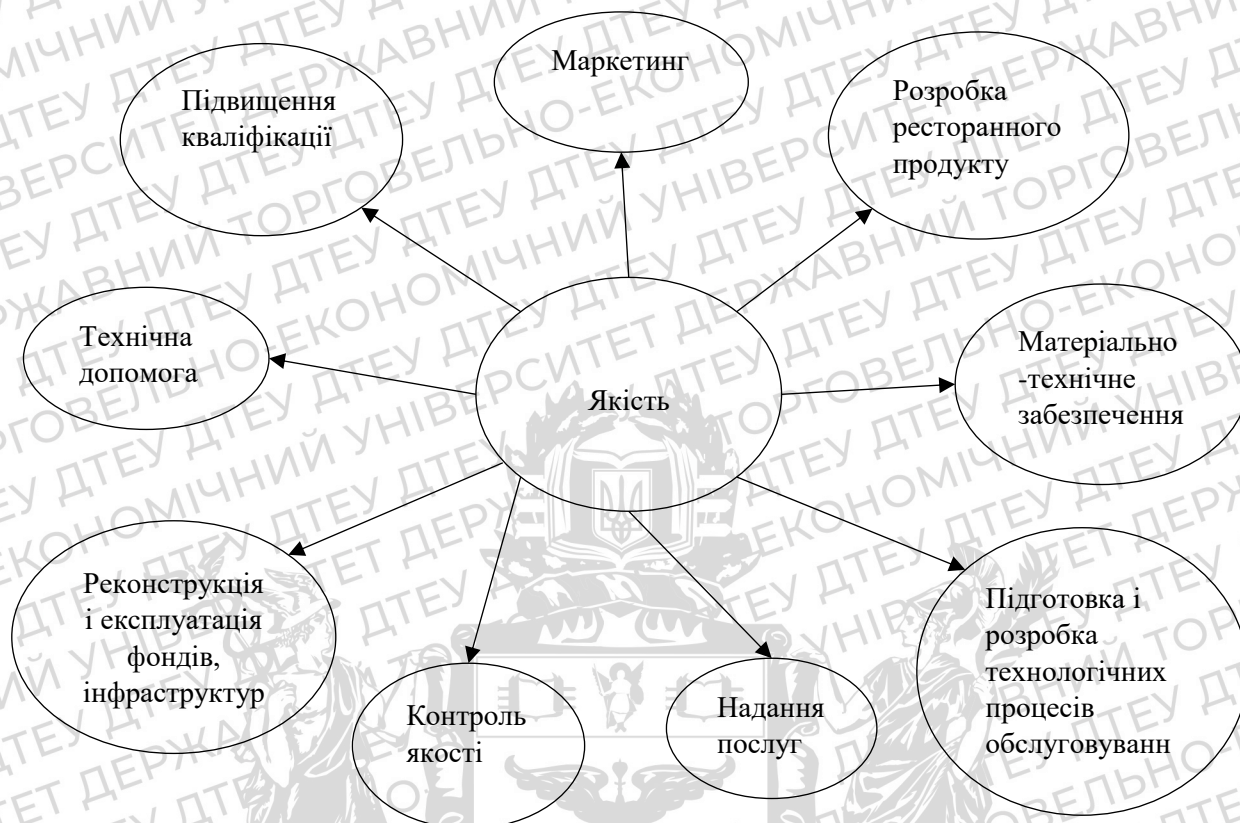 Маркетинг
Підвищення
кваліфікації
Розробка
ресторанного
продукту
Технічна
допомога
Якість
Матеріально
-технічне
забезпечення
Реконструкція
і експлуатація
фондів,
інфраструктур
Контроль
якості
Надання
послуг
Підготовка і
розробка
технологічних
процесів
обслуговуванн